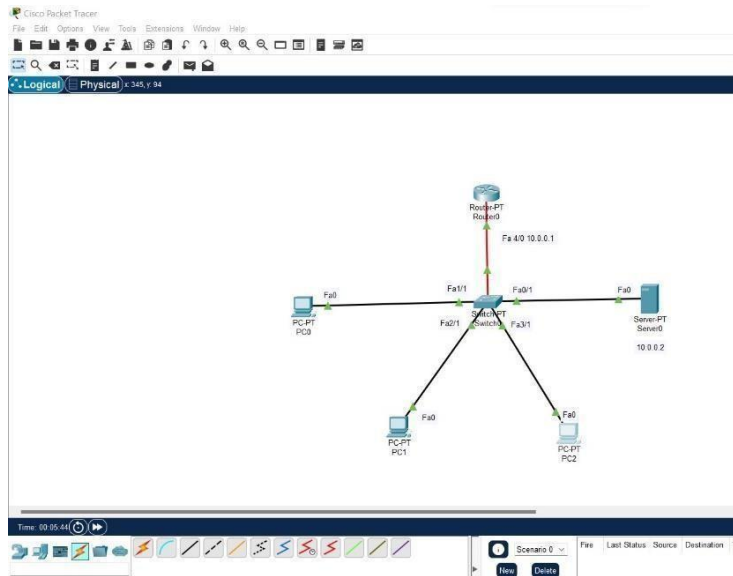 Cisco Packet Tracer
File Edit Options View Tools Extensions Window Help
Logical Physical x: 345, y: 94
Router-PT
Router0
Fa 4/0 10.0.0.1
Fa0 Fa1/1 Fa0/1 Fa0
PC-PT
PC0
Switch-PT
Switch0
Fa2/1 Fa3/1
Server-PT
Server0
10.0.0.2
Fa0 Fa0
PC-PT
PC1
PC-PT
PC2
Time: 00:05:44
Scenario 0 Fire Last Status Source Destination
New Delete